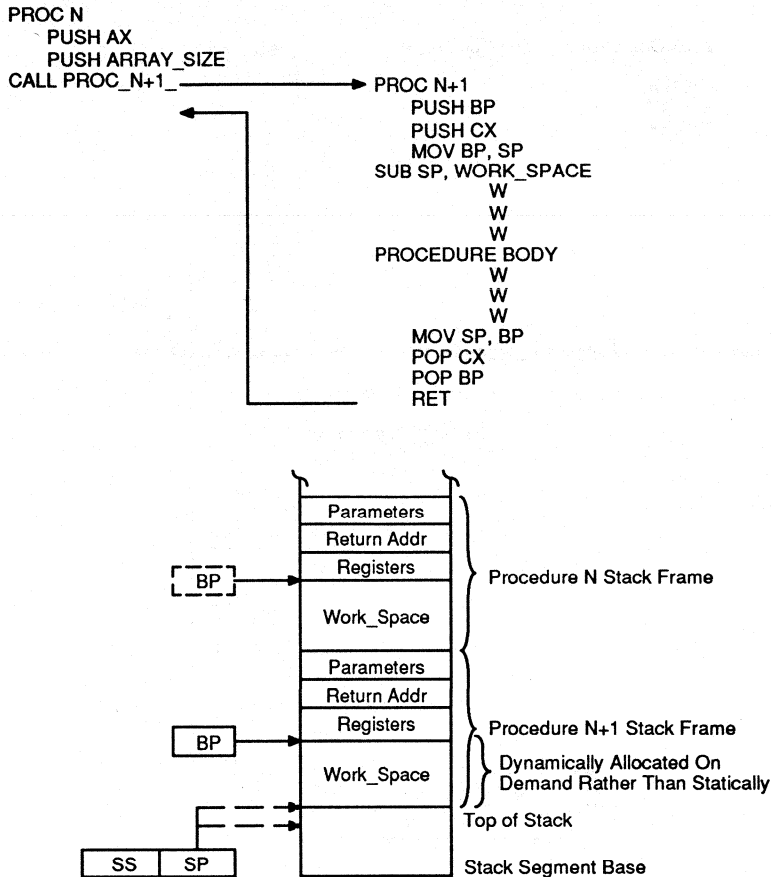 PROC N
PUSH AX
PUSH ARRAY_SIZE
CALL PROC_N+1_
PROC N+1
PUSH BP
PUSH CX
MOV BP, SP
SUB SP, WORK_SPACE
W
W
W
PROCEDURE BODY
W
W
W
MOV SP, BP
POP CX
POP BP
RET
Parameters
Return Addr
Registers
BP
Procedure N Stack Frame
Work_Space
Parameters
Return Addr
Registers
Procedure N+1 Stack Frame
BP
Work_Space
Dynamically Allocated On
Demand Rather Than Statically
Top of Stack
SS
SP
Stack Segment Base